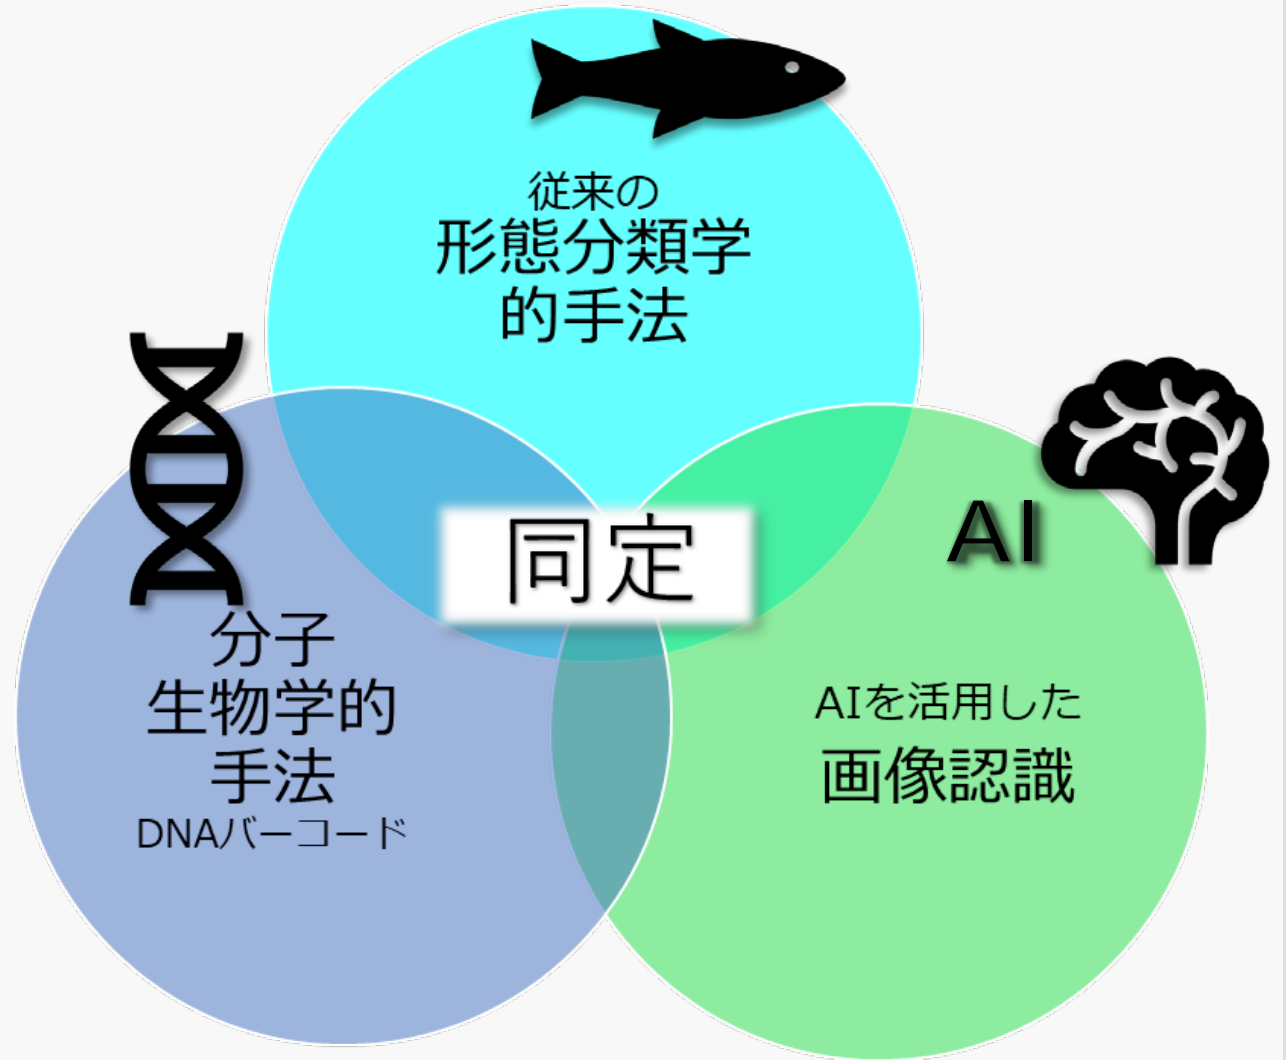 従来の
形態分類学
的手法
同定
分子
生物学的
手法
DNAバーコード
AI
AIを活用した
画像認識